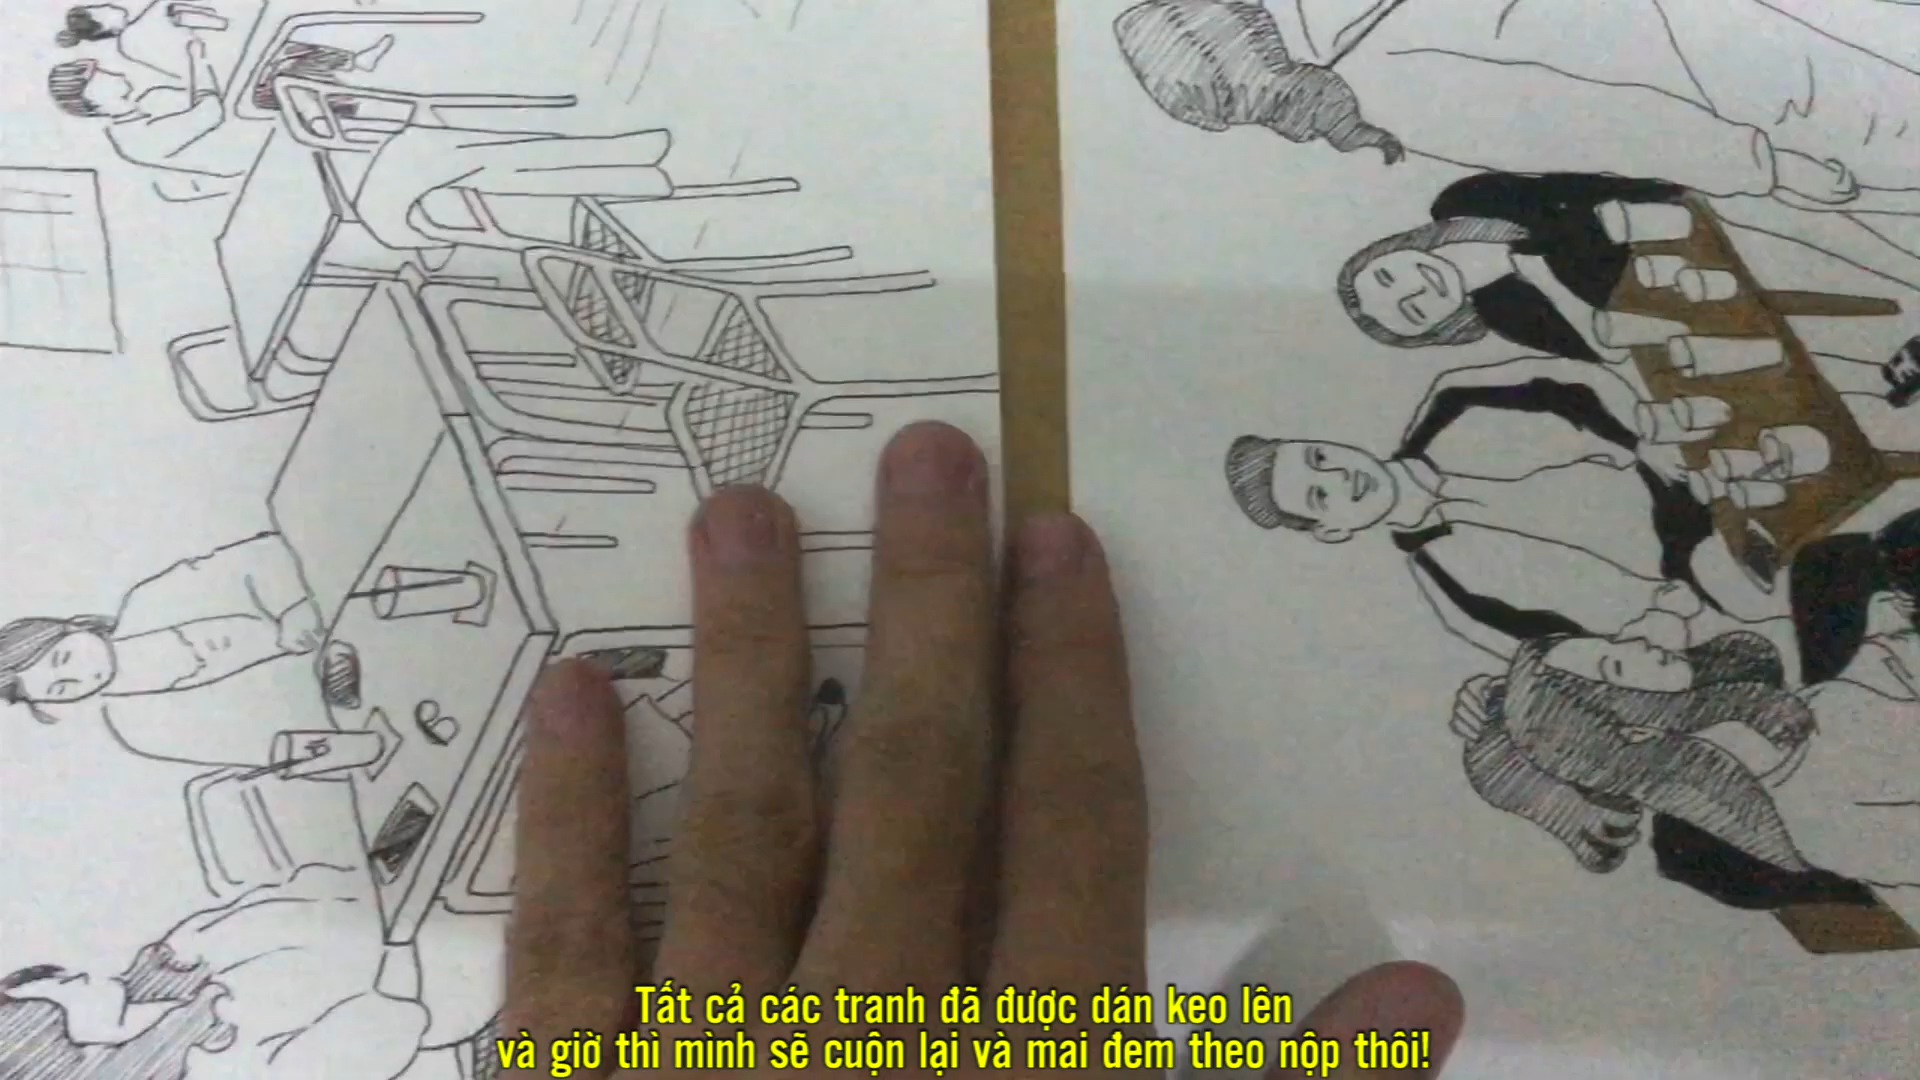 B
Tất cả các tranh đã được dán keo lên
và giờ thì mình sẽ cuộn lại và mai đem theo nộp thôi!